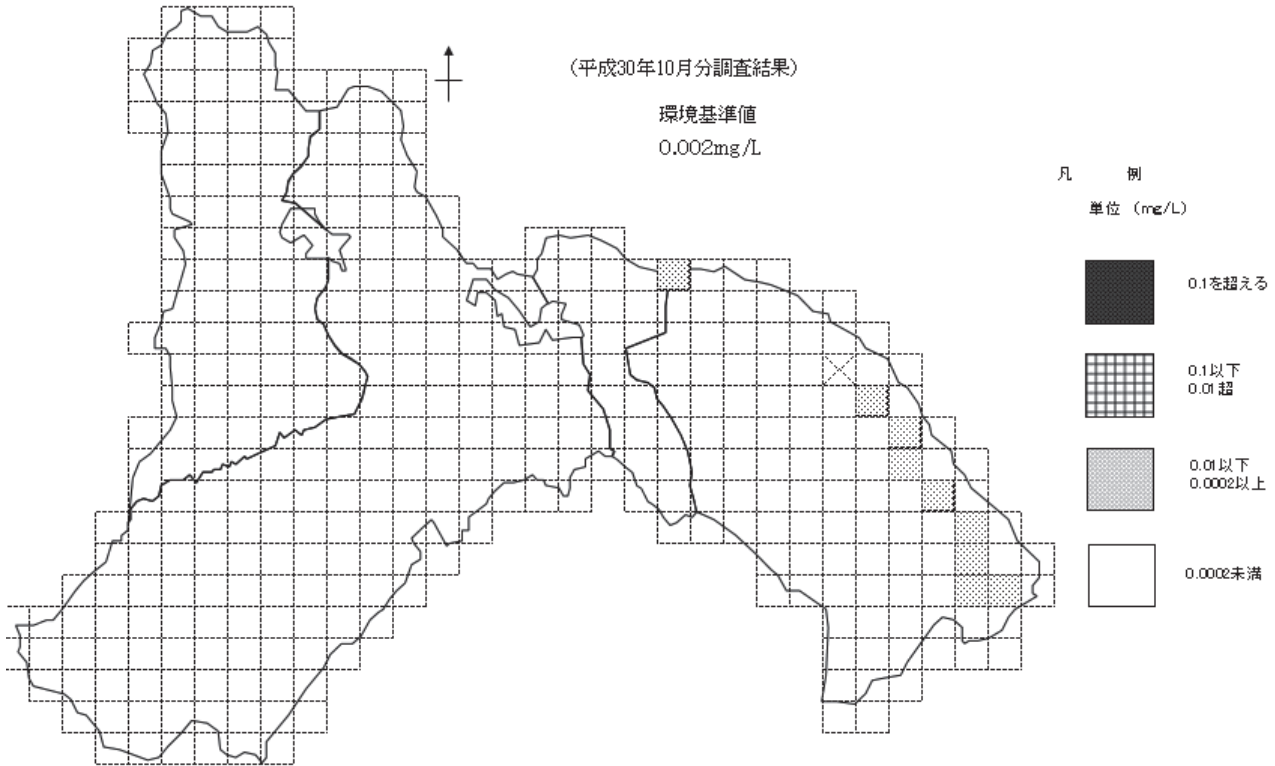 (平成30年10月分調査結果)
環境基準値
0.002mg/L
凡 例
単位 (mg/L)
0.1を超える
0.1以下
0.01超
0.01以下
0.0002以上
0.0002未満